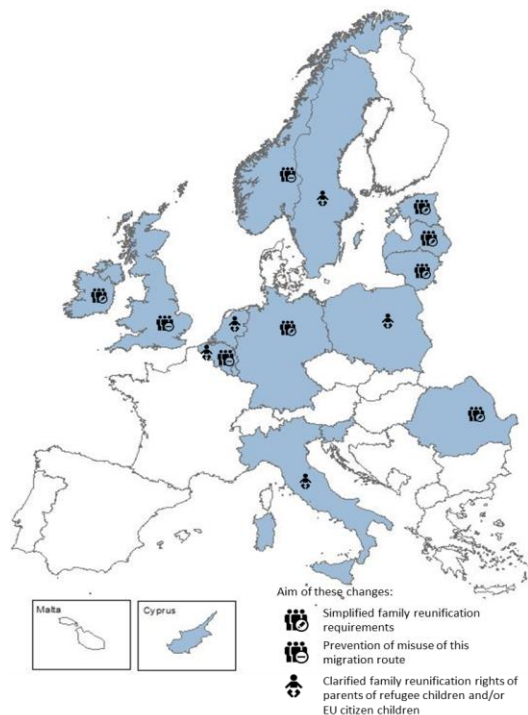 Malta
Cyprus
Aim of these changes:
Simplified family reunification
requirements
Prevention of misuse of this
migration route
Clarified family reunification rights of
parents of refugee children and/or
EU citizen children